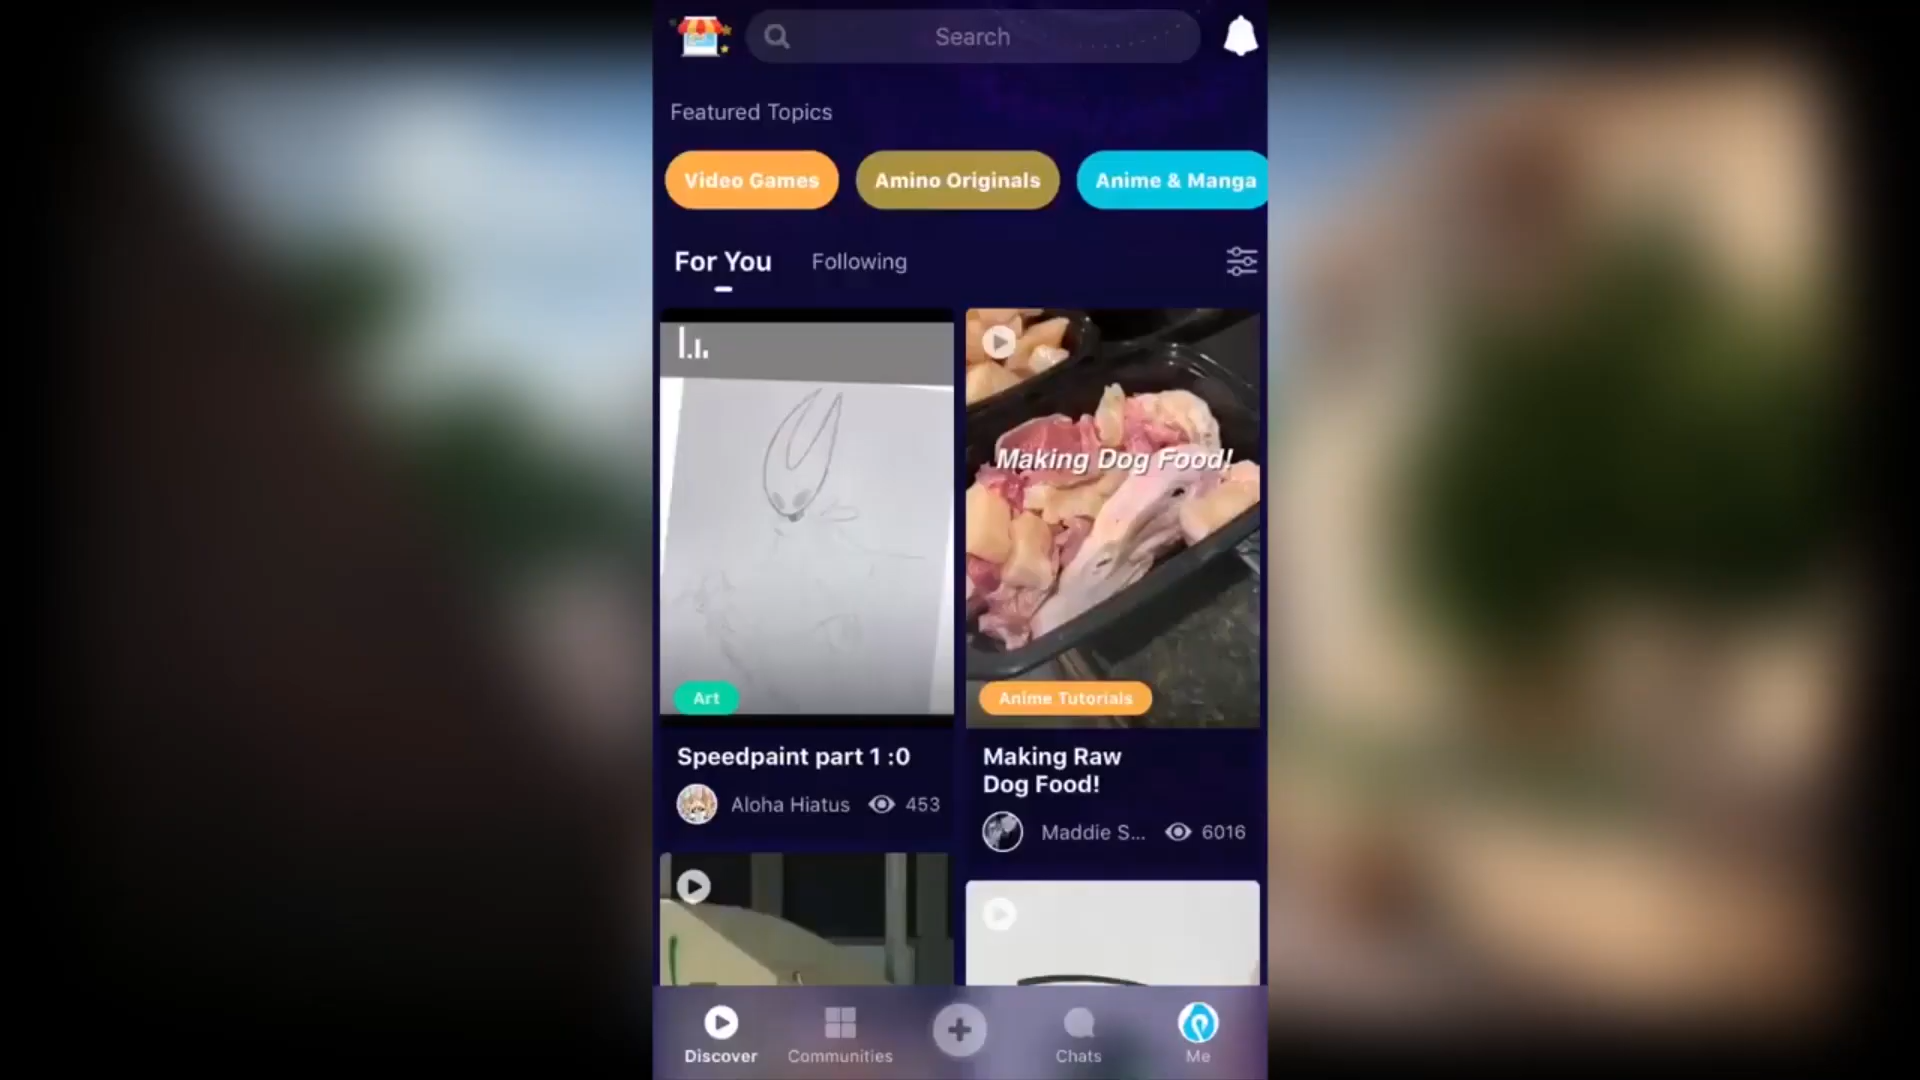 Search
Featured Topics
Video Games
Amino Originals
Anime & Manga
For You
Following
Making Dog Food!
Art
Anime Tutorials
Speedpaint part 1 :0
Aloha Hiatus
453
Making Raw
Dog Food!
Maddie S...
6016
Discover
Communities
Chats
Me